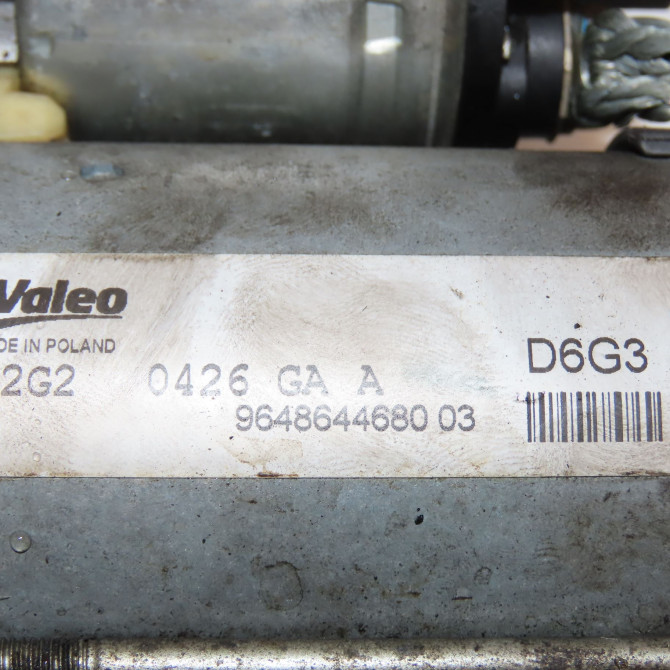 Valeo
DE IN POLAND
D6G3
2G2 0426 GA A
9648644680 03